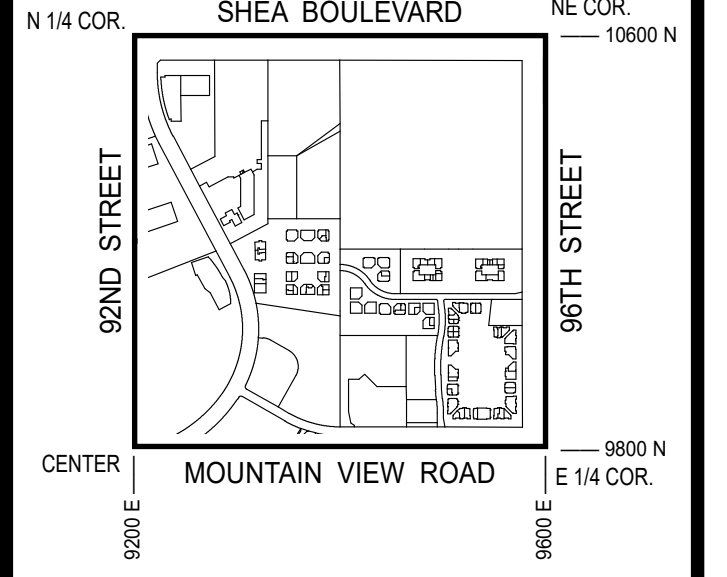 SHEA BOULEVARD
NE COR.
N 1/4 COR.
10600 N
92ND STREET
96TH STREET
9800 N
CENTER
MOUNTAIN VIEW ROAD
E 1/4 COR.
9200 E
9600 E